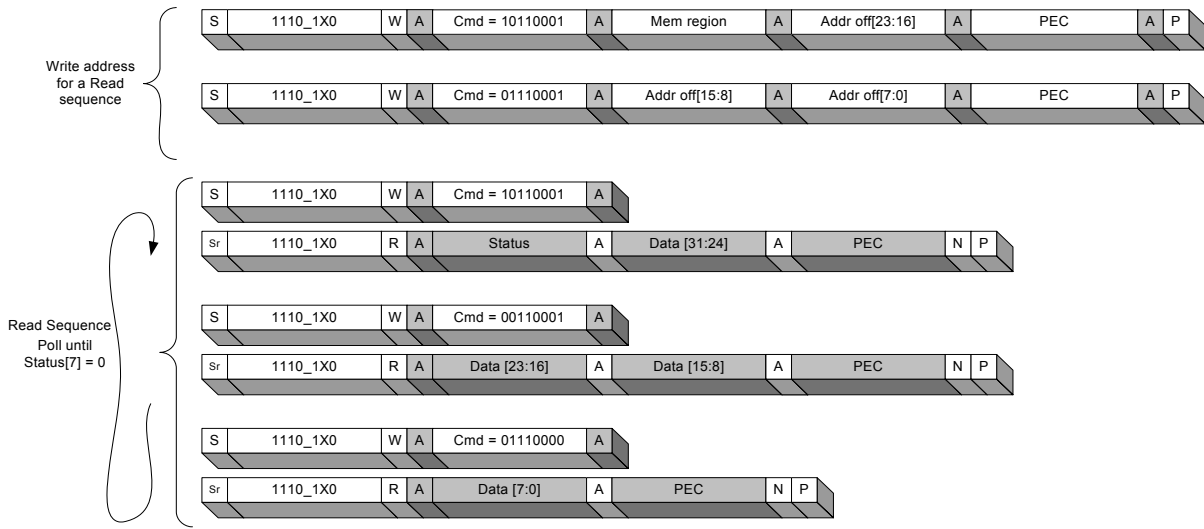 S 1110_1X0 W A Cmd = 10110001 A Mem region A Addr off[23:16] A PEC A P
Write address
for a Read
sequence
S 1110_1X0 W A Cmd = 01110001 A Addr off[15:8] A Addr off[7:0] A PEC A P
S 1110_1X0 W A Cmd = 10110001 A
Sr 1110_1X0 R A Status A Data [31:24] A PEC N P
S 1110_1X0 W A Cmd = 00110001 A
Read Sequence
Poll until
Status[7] = 0
Sr 1110_1X0 R A Data [23:16] A Data [15:8] A PEC N P
S 1110_1X0 W A Cmd = 01110000 A
Sr 1110_1X0 R A Data [7:0] A PEC N P